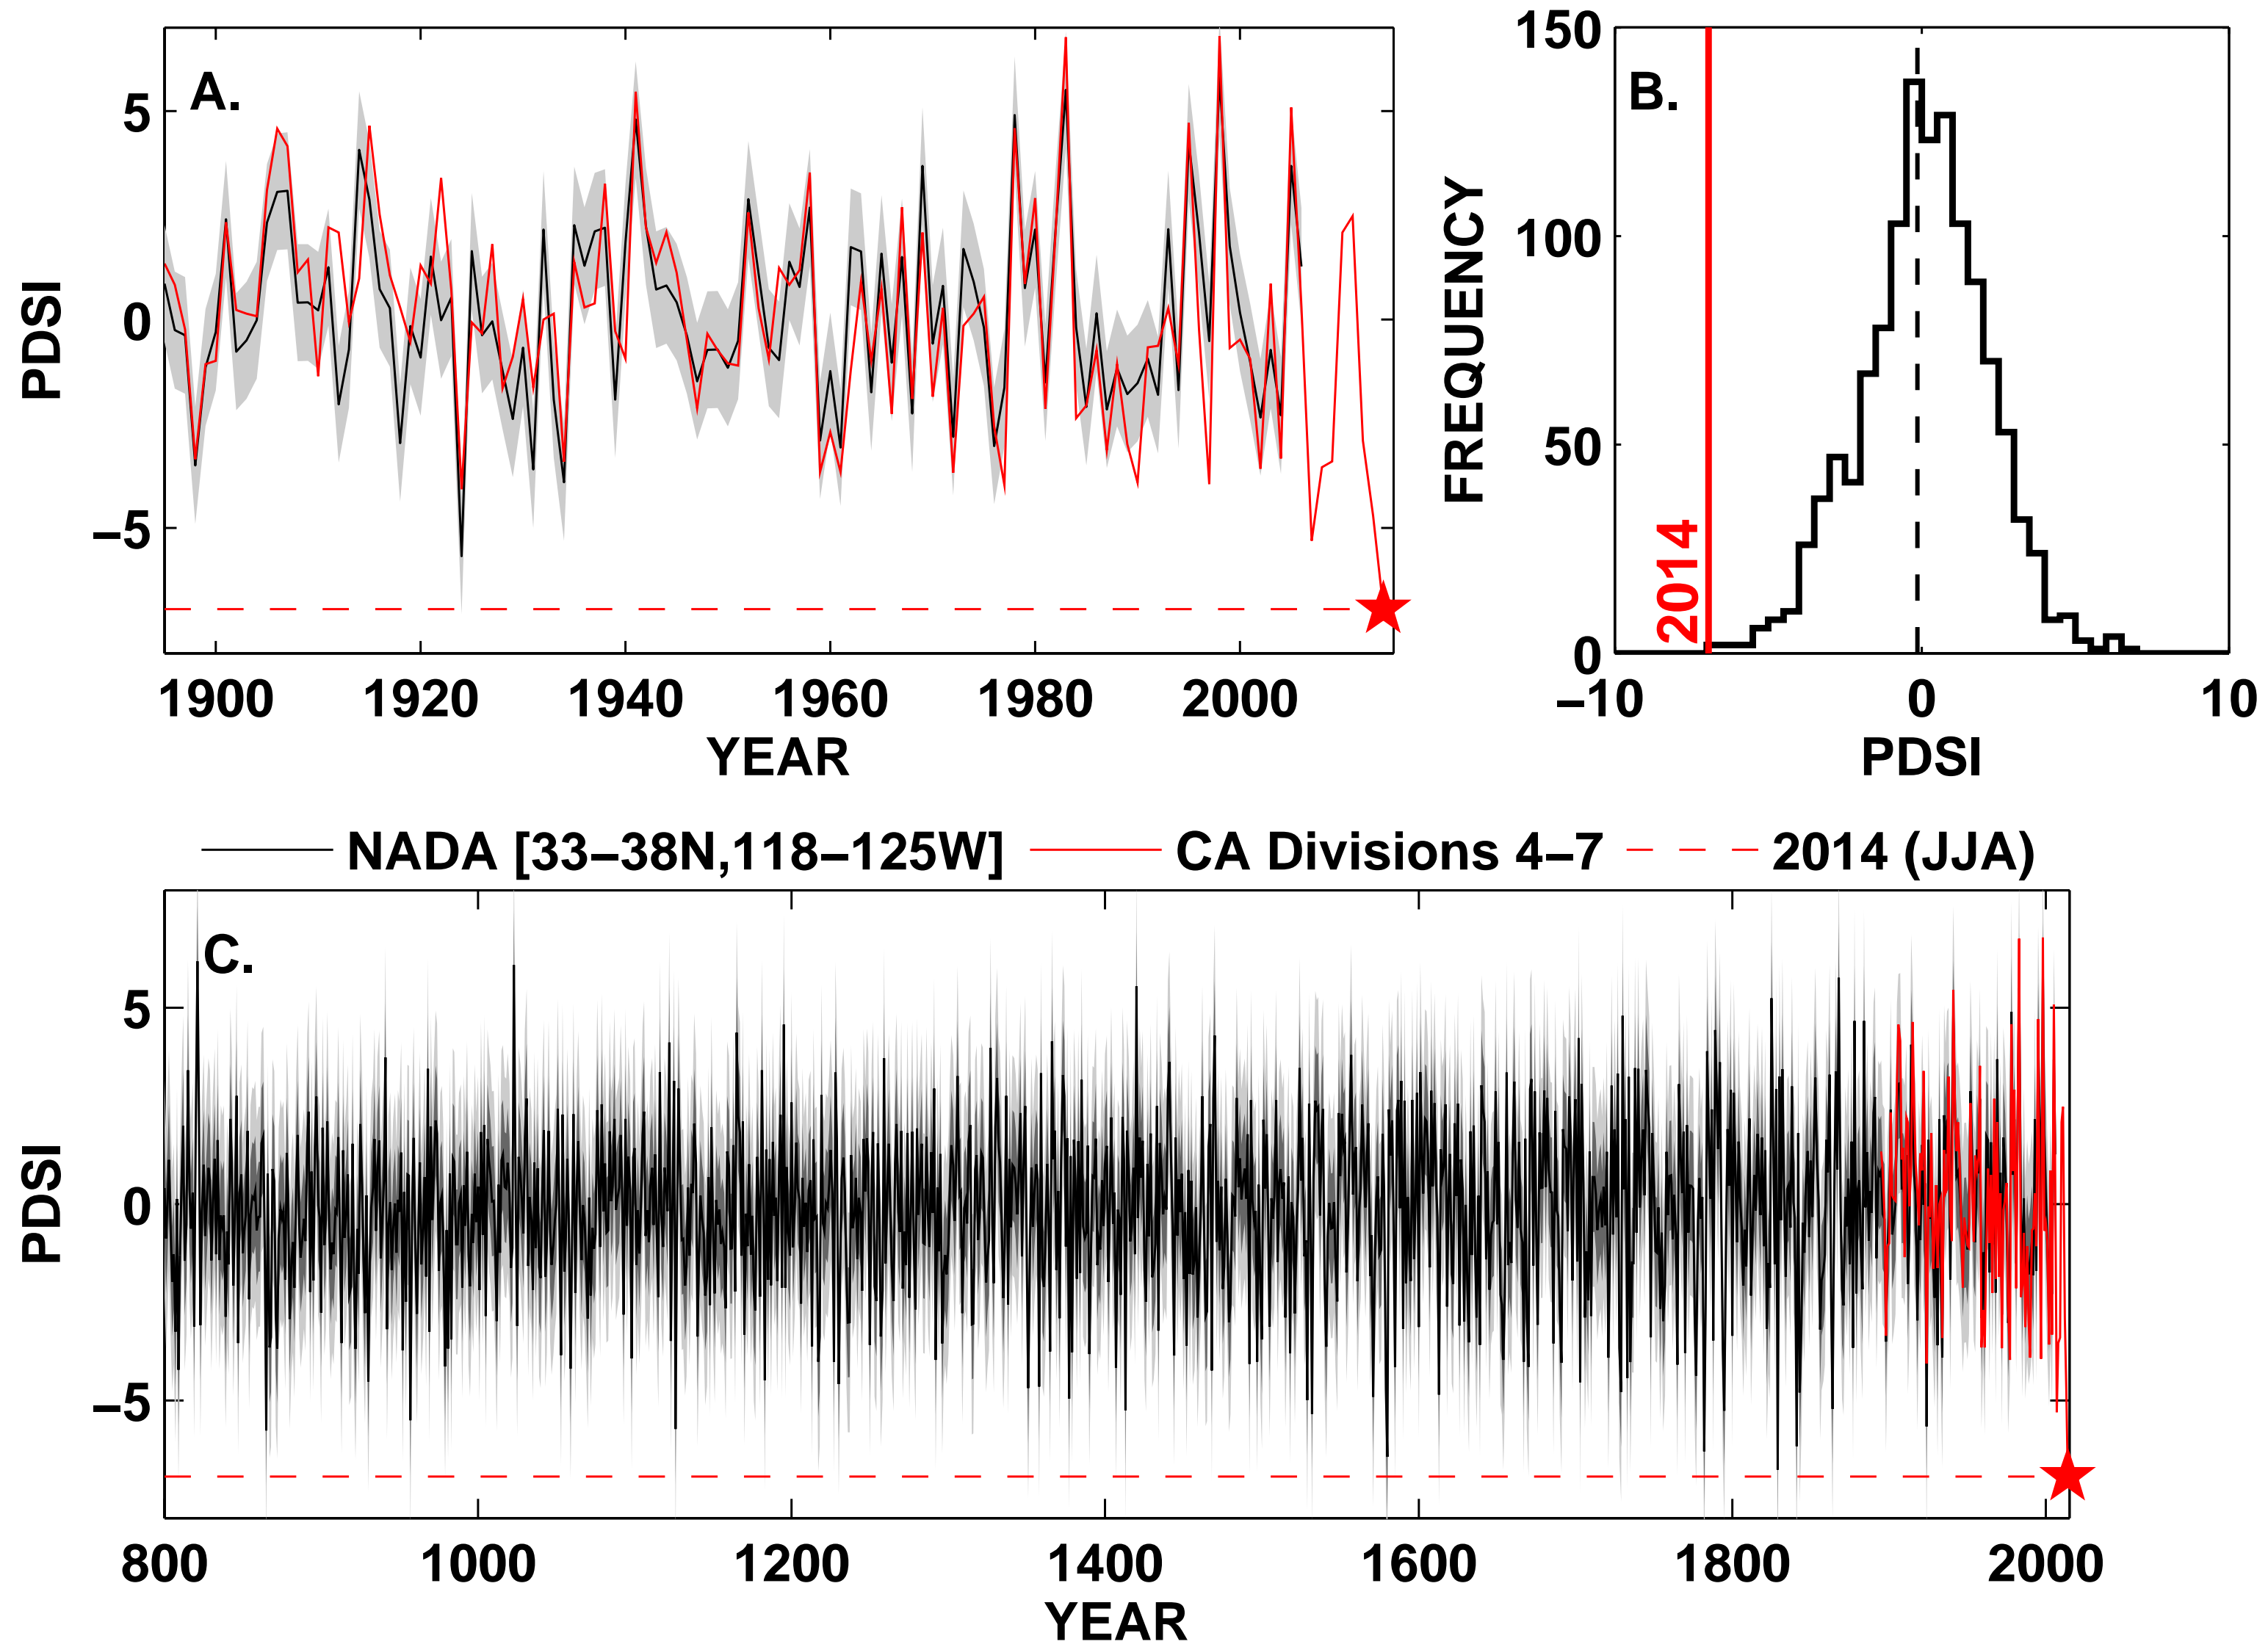 A.
5
0
−5
PDSI
1900 1920 1940 1960 1980 2000
YEAR
B.
150
100
50
0
FREQUENCY
2014
−10 0 10
PDSI
NADA [33−38N,118−125W] CA Divisions 4−7 2014 (JJA)
C.
5
0
−5
PDSI
800 1000 1200 1400 1600 1800 2000
YEAR